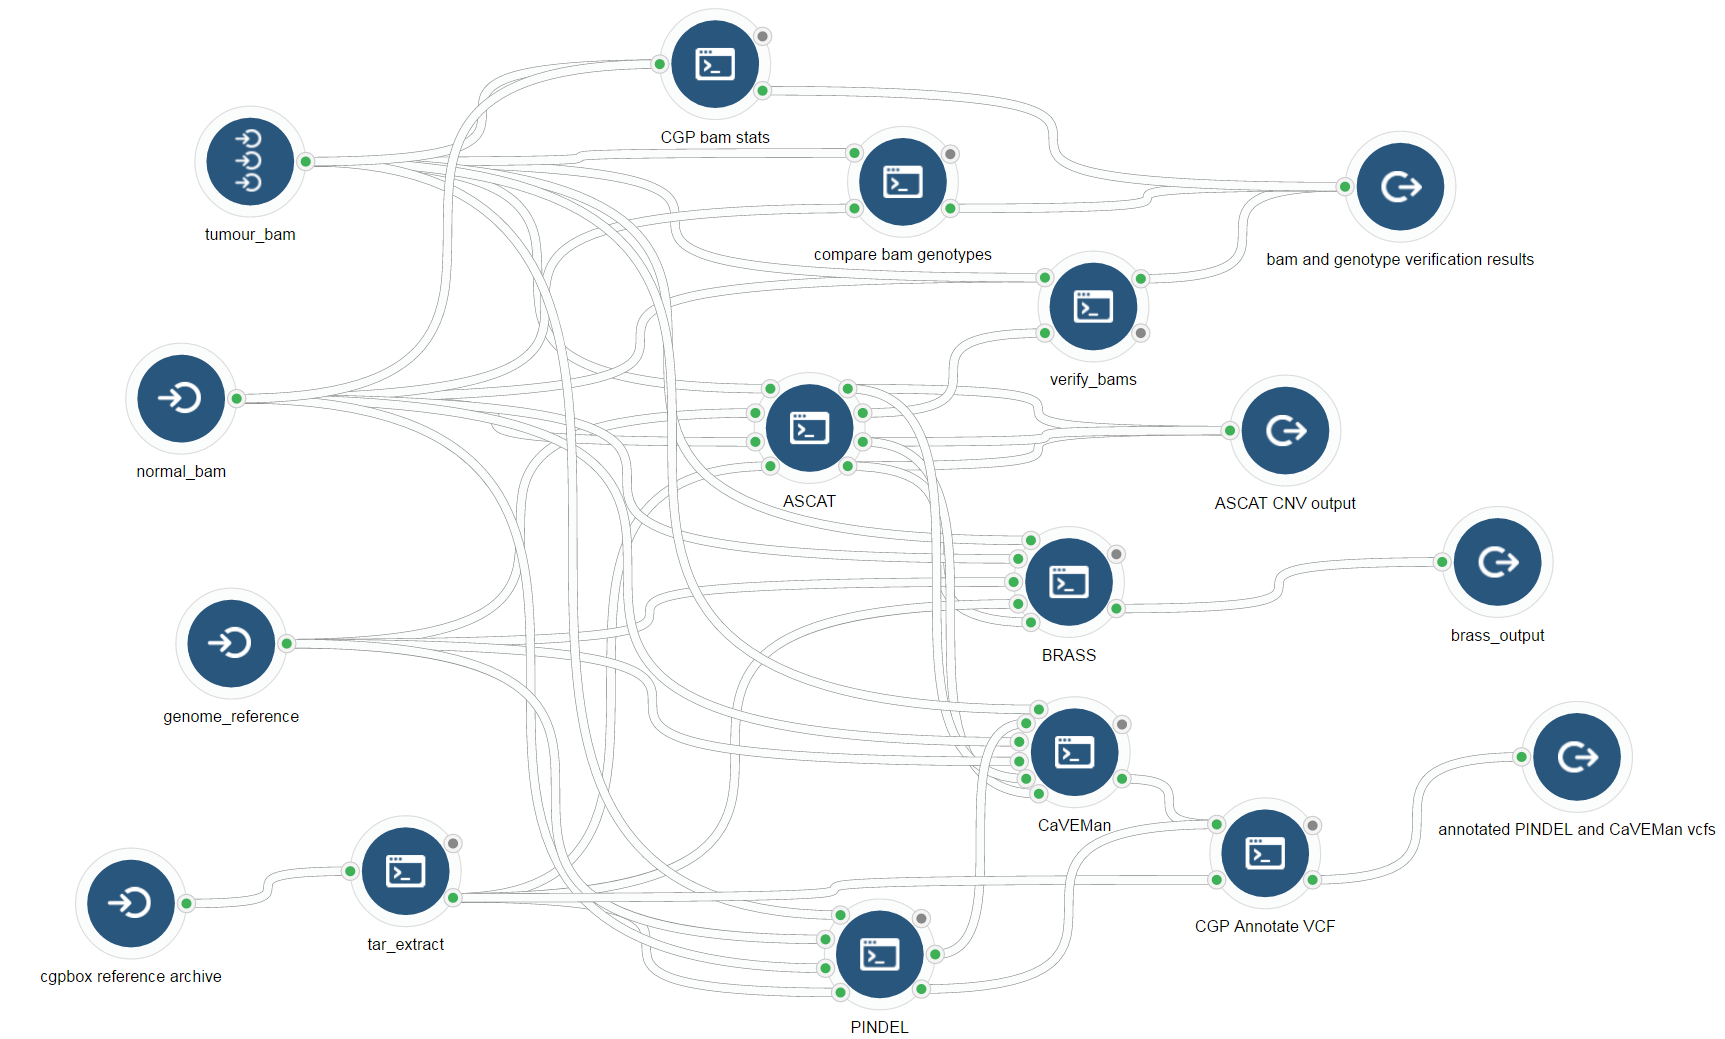 CGP bam stats
tumour_bam
compare bam genotypes
bam and genotype verification results
verify_bams
normal_bam
ASCAT
ASCAT CNV output
brass_output
BRASS
genome_reference
CaVEMan
annotated PINDEL and CaVEMan vcfs
CGP Annotate VCF
tar_extract
cgpbox reference archive
PINDEL